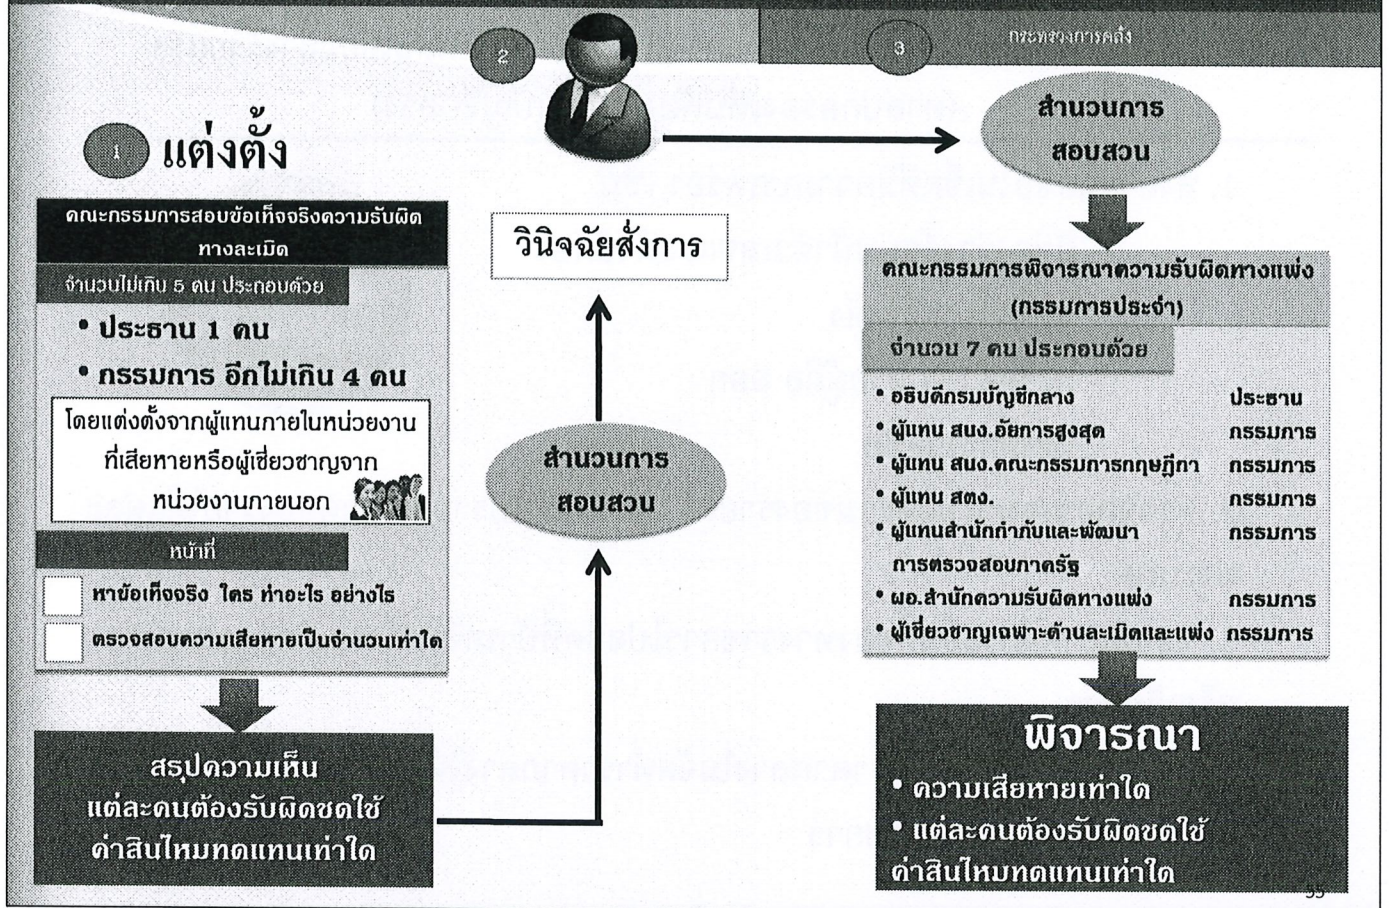 1 แต่งตั้ง
คณะกรรมการสอบข้อเท็จจริงความรับผิด
ทางละเมิด
จำนวนไม่เกิน 5 คน ประกอบด้วย
• ประธาน 1 คน
• กรรมการ อีกไม่เกิน 4 คน
โดยแต่งตั้งจากผู้แทนภายในหน่วยงาน
ที่เสียหายหรือผู้เชี่ยวชาญจาก
หน่วยงานภายนอก
หน้าที่
หาข้อเท็จจริง ใคร ทำอะไร อย่างไร
ตรวจสอบความเสียหายเป็นจำนวนเท่าใด
สรุปความเห็น
แต่ละคนต้องรับผิดชดใช้
ค่าสินไหมทดแทนเท่าใด
2
วินิจฉัยสั่งการ
สำนวนการ
สอบสวน
3
กระทรวงการคลัง
สำนวนการ
สอบสวน
คณะกรรมการพิจารณาความรับผิดทางแพ่ง
(กรรมการประจำ)
จำนวน 7 คน ประกอบด้วย
• อธิบดีกรมบัญชีกลาง ประธาน
• ผู้แทน สนง.อัยการสูงสุด กรรมการ
• ผู้แทน สนง.คณะกรรมการกฤษฎีกา กรรมการ
• ผู้แทน สตง. กรรมการ
• ผู้แทนสำนักกำกับและพัฒนา กรรมการ
การตรวจสอบภาครัฐ
• ผอ.สำนักความรับผิดทางแพ่ง กรรมการ
• ผู้เชี่ยวชาญเฉพาะด้านละเมิดและแพ่ง กรรมการ
พิจารณา
• ความเสียหายเท่าใด
• แต่ละคนต้องรับผิดชดใช้
ค่าสินไหมทดแทนเท่าใด
55